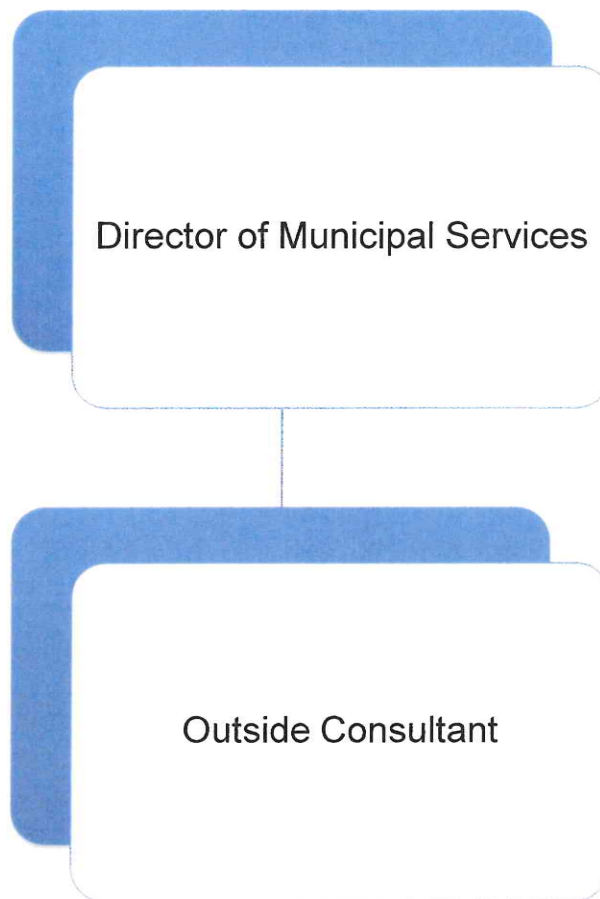 Director of Municipal Services
Outside Consultant